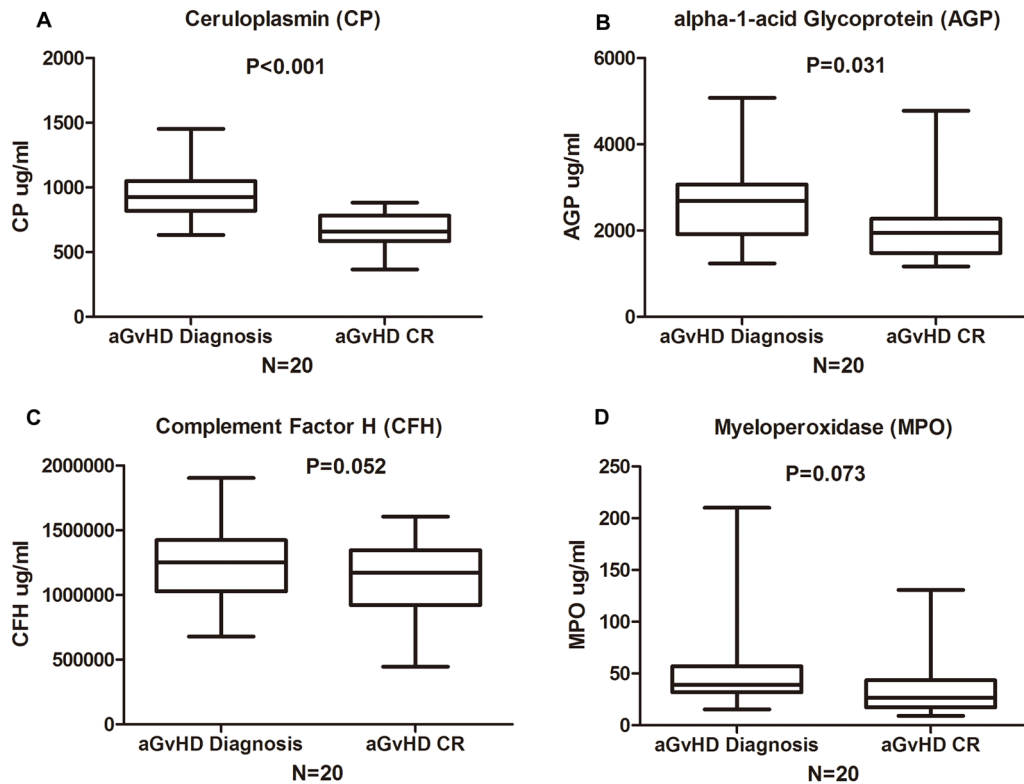 A
Ceruloplasmin (CP)
P<0.001
CP ug/ml
2000
1500
1000
500
0
aGvHD Diagnosis aGvHD CR
N=20
B
alpha-1-acid Glycoprotein (AGP)
P=0.031
AGP ug/ml
6000
4000
2000
0
aGvHD Diagnosis aGvHD CR
N=20
C
Complement Factor H (CFH)
P=0.052
CFH ug/ml
2000000
1500000
1000000
500000
0
aGvHD Diagnosis aGvHD CR
N=20
D
Myeloperoxidase (MPO)
P=0.073
MPO ug/ml
250
200
150
100
50
0
aGvHD Diagnosis aGvHD CR
N=20